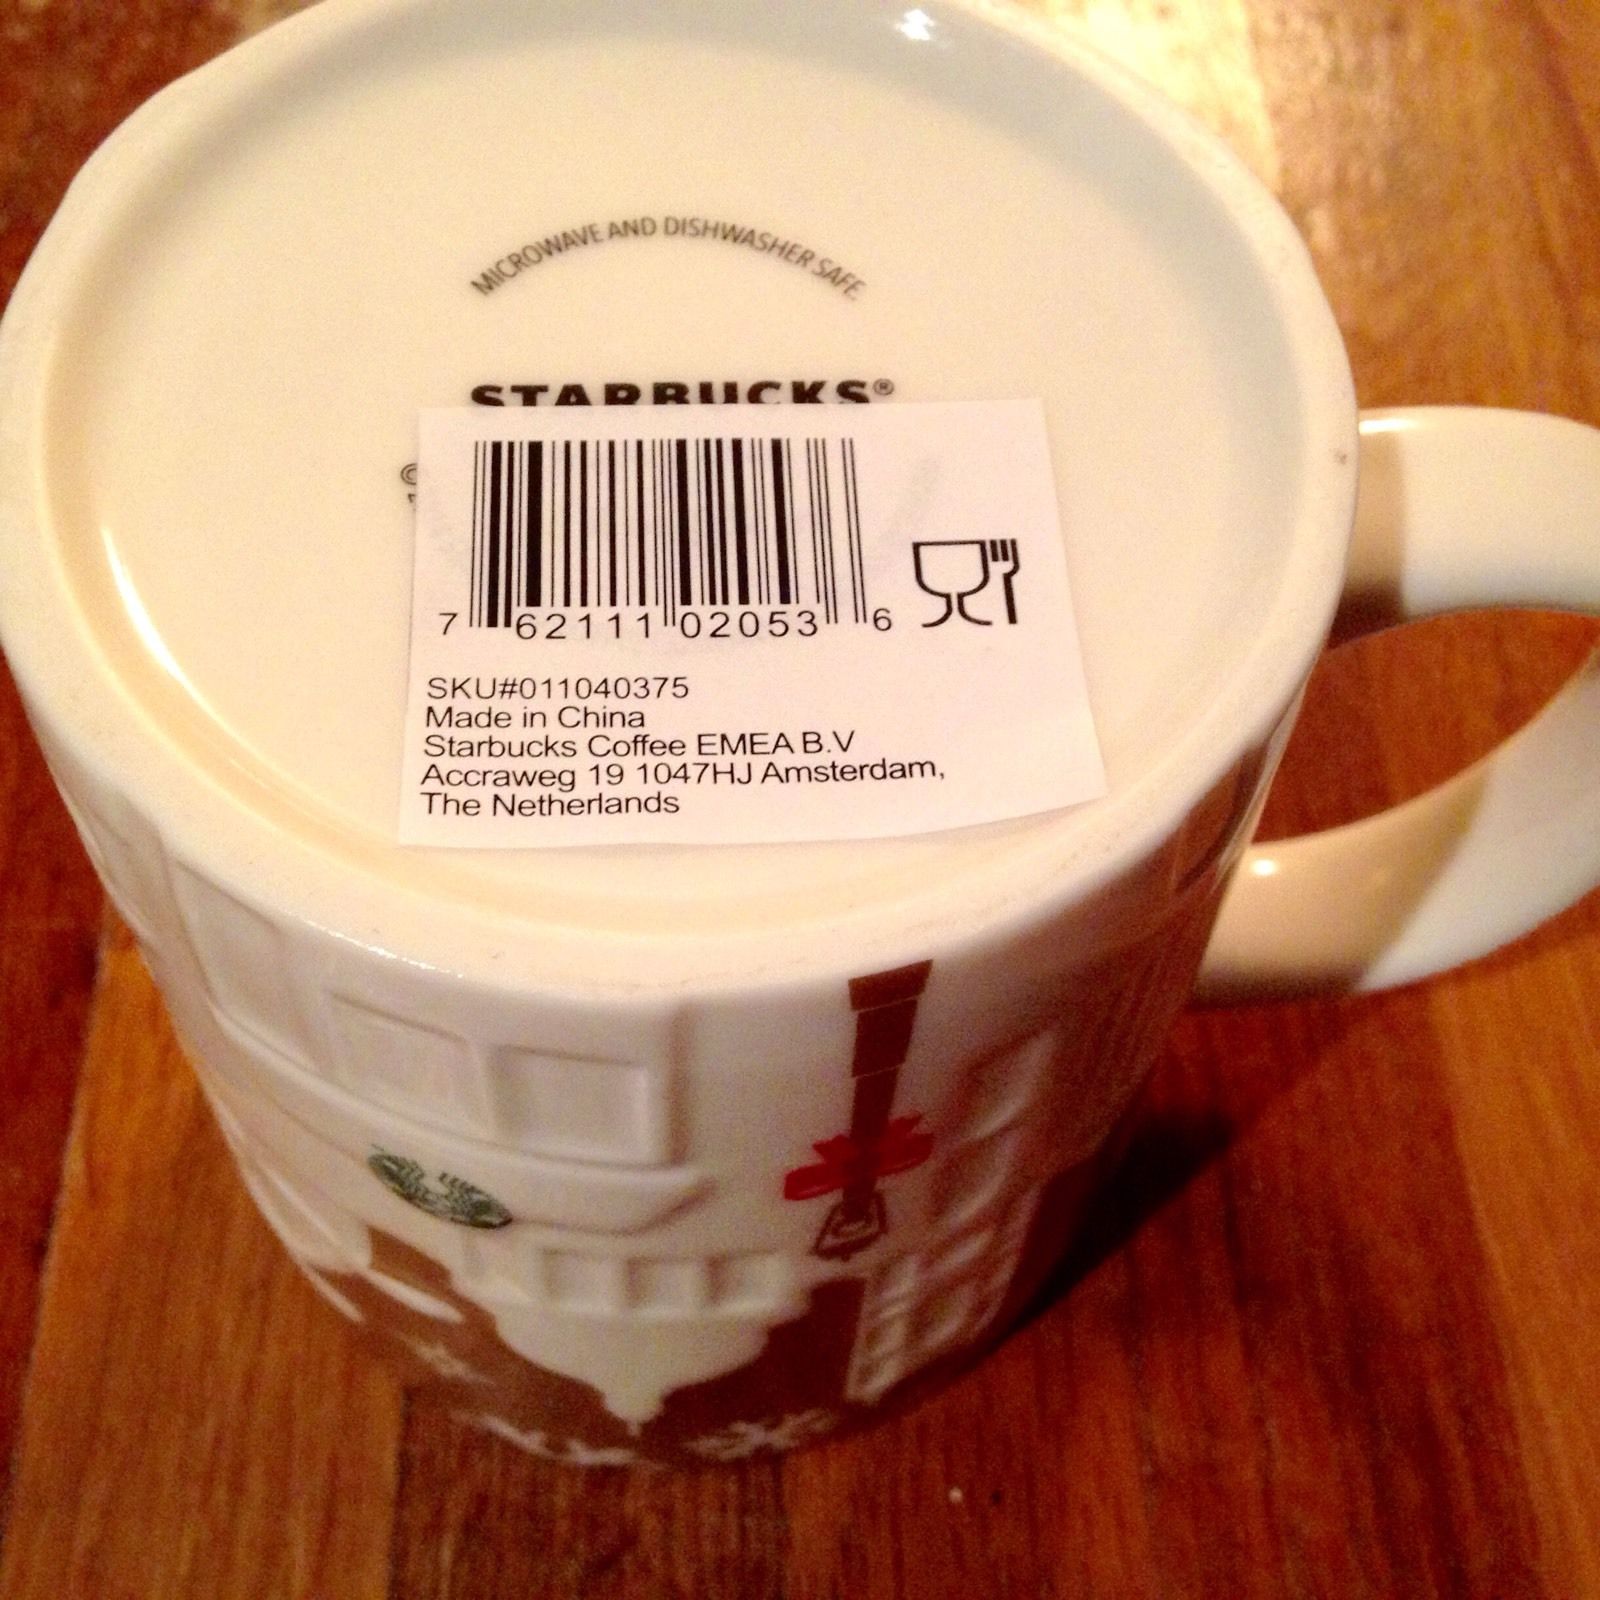 MICROWAVE AND DISHWASHER SAFE
STARBUCKS®
©
7 62111 02053 6
SKU#011040375
Made in China
Starbucks Coffee EMEA B.V
Accraweg 19 1047HJ Amsterdam,
The Netherlands